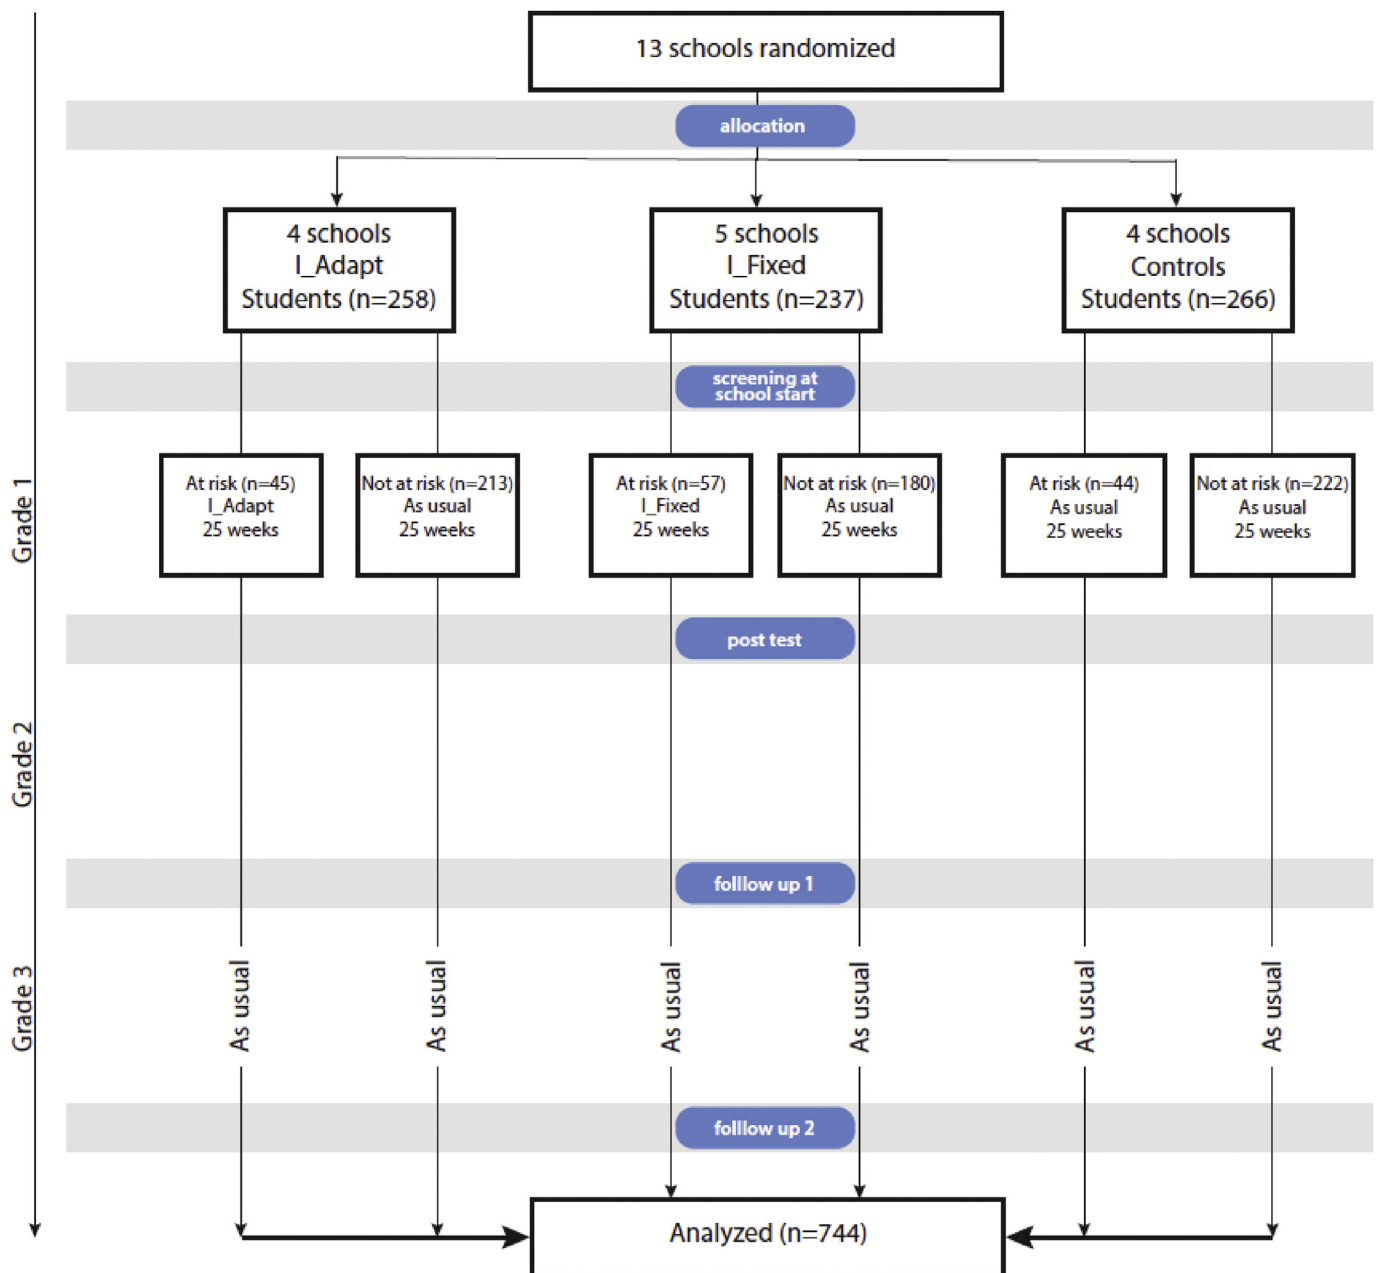 13 schools randomized
allocation
4 schools
I_Adapt
Students (n=258)
5 schools
I_Fixed
Students (n=237)
4 schools
Controls
Students (n=266)
screening at
school start
Grade 1
At risk (n=45)
I_Adapt
25 weeks
Not at risk (n=213)
As usual
25 weeks
At risk (n=57)
I_Fixed
25 weeks
Not at risk (n=180)
As usual
25 weeks
At risk (n=44)
As usual
25 weeks
Not at risk (n=222)
As usual
25 weeks
post test
Grade 2
folllow up 1
Grade 3
As usual
As usual
As usual
As usual
As usual
As usual
folllow up 2
Analyzed (n=744)